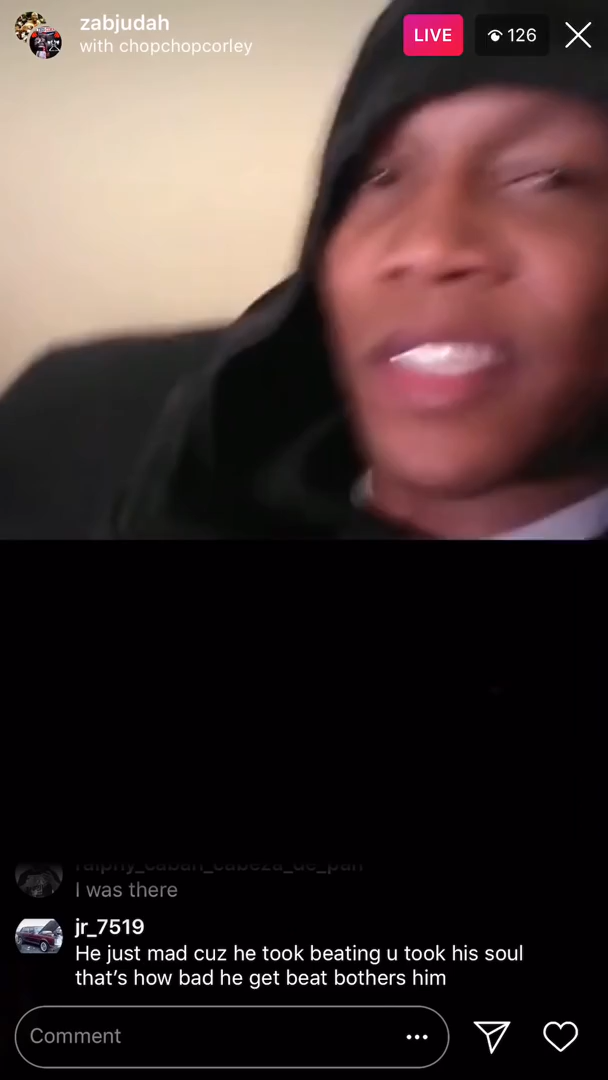 zabjudah
LIVE
126
with chopchopcorley
I was there
jr_7519
He just mad cuz he took beating u took his soul
that's how bad he get beat bothers him
Comment